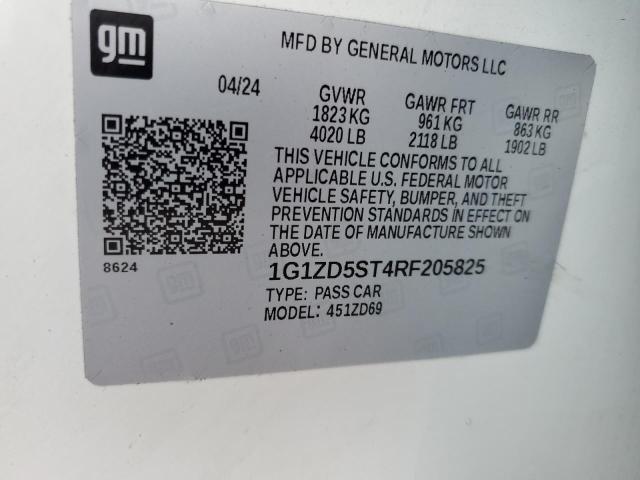 gm
MFD BY GENERAL MOTORS LLC
04/24
GVWR
1823 KG
4020 LB
GAWR FRT
961 KG
2118 LB
GAWR RR
863 KG
1902 LB
THIS VEHICLE CONFORMS TO ALL
APPLICABLE U.S. FEDERAL MOTOR
VEHICLE SAFETY, BUMPER, AND THEFT
PREVENTION STANDARDS IN EFFECT ON
THE DATE OF MANUFACTURE SHOWN
ABOVE.
8624
1G1ZD5ST4RF205825
TYPE: PASS CAR
MODEL: 451ZD69